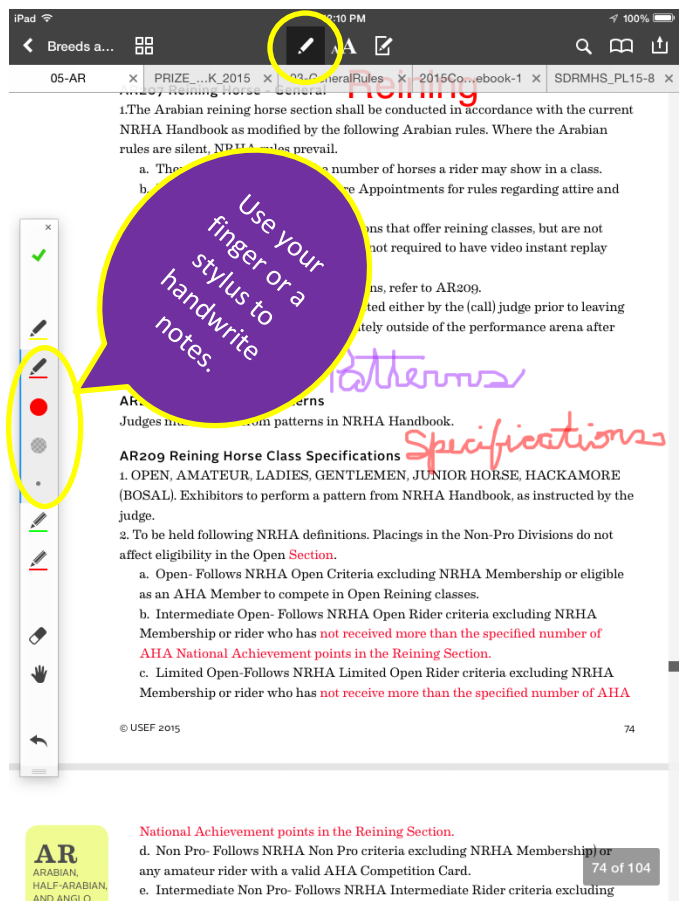 iPad 2:10 PM 100%
Breeds a... AA
05-AR × PRIZE_...K_2015 × 03-GeneralRules × 2015Co...ebook-1 × SDRMHS_PL15-8 ×
AR207 Reining Horse - General Reining
1.The Arabian reining horse section shall be conducted in accordance with the current
NRHA Handbook as modified by the following Arabian rules. Where the Arabian
rules are silent, NRHA rules prevail.
a. The number of horses a rider may show in a class.
b. re Appointments for rules regarding attire and
ons that offer reining classes, but are not
not required to have video instant replay
ns, refer to AR209.
ted either by the (call) judge prior to leaving
tely outside of the performance arena after
Use your
finger or a
stylus to
handwrite
notes.
Patterns
AR erns
Judges from patterns in NRHA Handbook.
Specifications
AR209 Reining Horse Class Specifications
1. OPEN, AMATEUR, LADIES, GENTLEMEN, JUNIOR HORSE, HACKAMORE
(BOSAL). Exhibitors to perform a pattern from NRHA Handbook, as instructed by the
judge.
2. To be held following NRHA definitions. Placings in the Non-Pro Divisions do not
affect eligibility in the Open Section.
a. Open- Follows NRHA Open Criteria excluding NRHA Membership or eligible
as an AHA Member to compete in Open Reining classes.
b. Intermediate Open- Follows NRHA Open Rider criteria excluding NRHA
Membership or rider who has not received more than the specified number of
AHA National Achievement points in the Reining Section.
c. Limited Open-Follows NRHA Limited Open Rider criteria excluding NRHA
Membership or rider who has not receive more than the specified number of AHA
© USEF 2015 74
National Achievement points in the Reining Section.
d. Non Pro- Follows NRHA Non Pro criteria excluding NRHA Membership) or
any amateur rider with a valid AHA Competition Card.
e. Intermediate Non Pro- Follows NRHA Intermediate Rider criteria excluding
74 of 104
AR
ARABIAN,
HALF-ARABIAN,
AND ANGLO